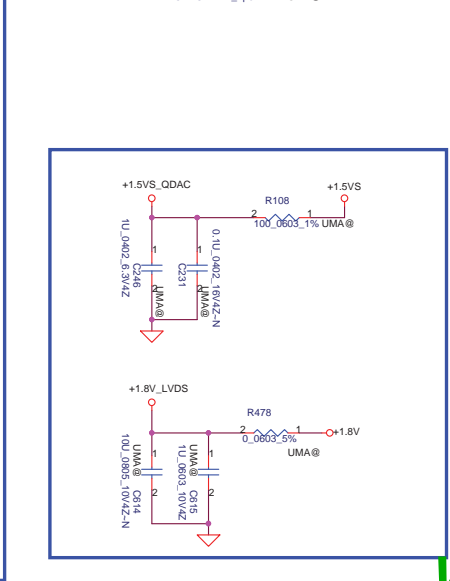 +1.5VS_QDAC
+1.5VS
R108
2
1
100_0603_1%
UMA@
1U_0402_6.3V4Z
1
C246
2
UMA@
1
C231
2
UMA@
0.1U_0402_16V4Z~N
+1.8V_LVDS
R478
2
1
+1.8V
0_0603_5%
UMA@
10U_0805_10V4Z~N
UMA@
1
2
C614
1U_0603_10V4Z
UMA@
1
2
C615